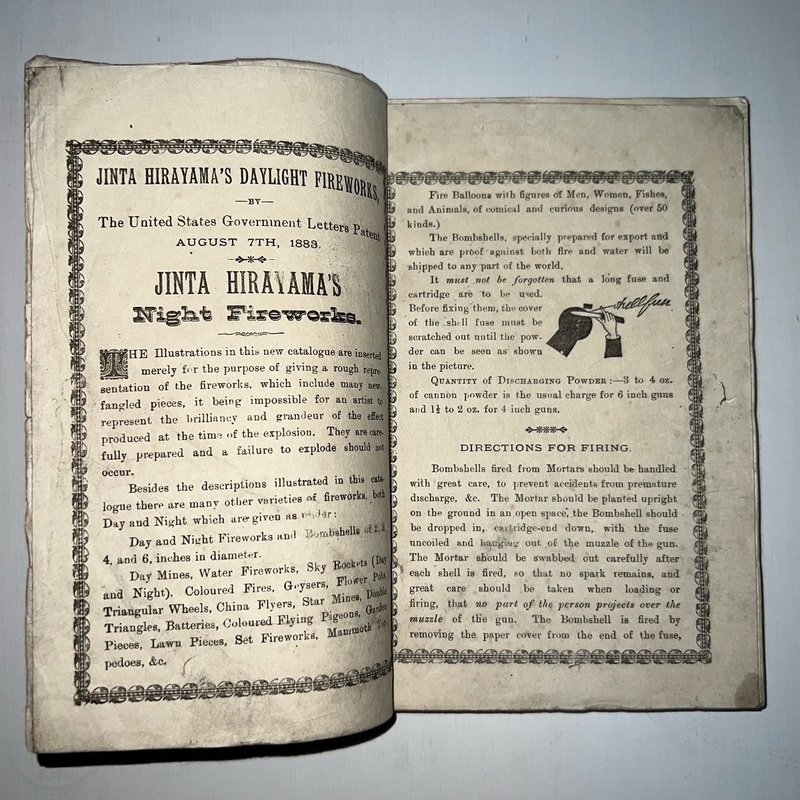 JINTA HIRAYAMA'S DAYLIGHT FIREWORKS,
—BY—
The United States Government Letters Patent
AUGUST 7TH, 1883.
JINTA HIRAYAMA'S
Night Fireworks.
THE Illustrations in this new catalogue are inserted
merely for the purpose of giving a rough repre-
sentation of the fireworks, which include many new-
fangled pieces, it being impossible for an artist to
represent the brilliancy and grandeur of the effect
produced at the time of the explosion. They are care-
fully prepared and a failure to explode should not
occur.
Besides the descriptions illustrated in this cata-
logue there are many other varieties of fireworks, both
Day and Night which are given as under:
Day and Night Fireworks and Bombshells of 2, 3,
4, and 6, inches in diameter.
Day Mines, Water Fireworks, Sky Rockets (Day
and Night). Coloured Fires, Geysers, Flower Pots,
Triangular Wheels, China Flyers, Star Mines, Double
Triangles, Batteries, Coloured Flying Pigeons, Garden
Pieces, Lawn Pieces, Set Fireworks, Mammoth Tor-
pedoes, &c.
Fire Balloons with figures of Men, Women, Fishes,
and Animals, of comical and curious designs (over 50
kinds.)
The Bombshells, specially prepared for export and
which are proof against both fire and water will be
shipped to any part of the world.
It must not be forgotten that a long fuse and
cartridge are to be used.
Before fixing them, the cover
of the shell fuse must be
scratched out until the pow-
der can be seen as shown
in the picture.
shell fuse
QUANTITY OF DISCHARGING POWDER:—3 to 4 oz.
of cannon powder is the usual charge for 6 inch guns
and 1½ to 2 oz. for 4 inch guns.
DIRECTIONS FOR FIRING.
Bombshells fired from Mortars should be handled
with great care, to prevent accidents from premature
discharge, &c. The Mortar should be planted upright
on the ground in an open space, the Bombshell should
be dropped in, cartridge-end down, with the fuse
uncoiled and hanging out of the muzzle of the gun.
The Mortar should be swabbed out carefully after
each shell is fired, so that no spark remains, and
great care should be taken when loading or
firing, that no part of the person projects over the
muzzle of the gun. The Bombshell is fired by
removing the paper cover from the end of the fuse,